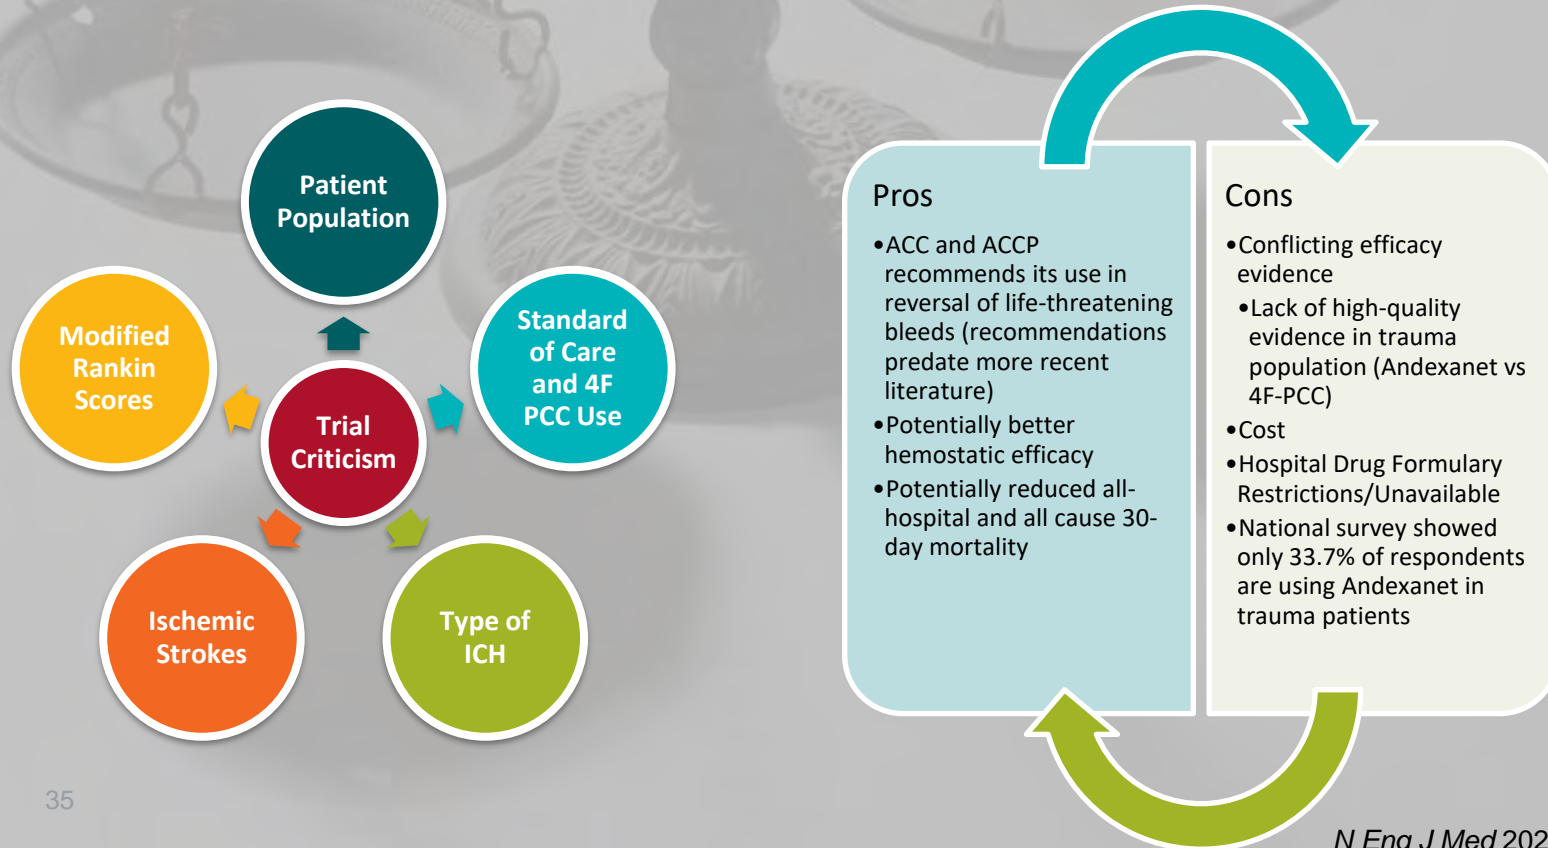 Patient
Population
Modified
Rankin
Scores
Standard
of Care
and 4F
PCC Use
Trial
Criticism
Ischemic
Strokes
Type of
ICH
Pros
•ACC and ACCP
recommends its use in
reversal of life-threatening
bleeds (recommendations
predate more recent
literature)
•Potentially better
hemostatic efficacy
•Potentially reduced all-
hospital and all cause 30-
day mortality
Cons
•Conflicting efficacy
evidence
•Lack of high-quality
evidence in trauma
population (Andexanet vs
4F-PCC)
•Cost
•Hospital Drug Formulary
Restrictions/Unavailable
•National survey showed
only 33.7% of respondents
are using Andexanet in
trauma patients
35
N Eng J Med 202